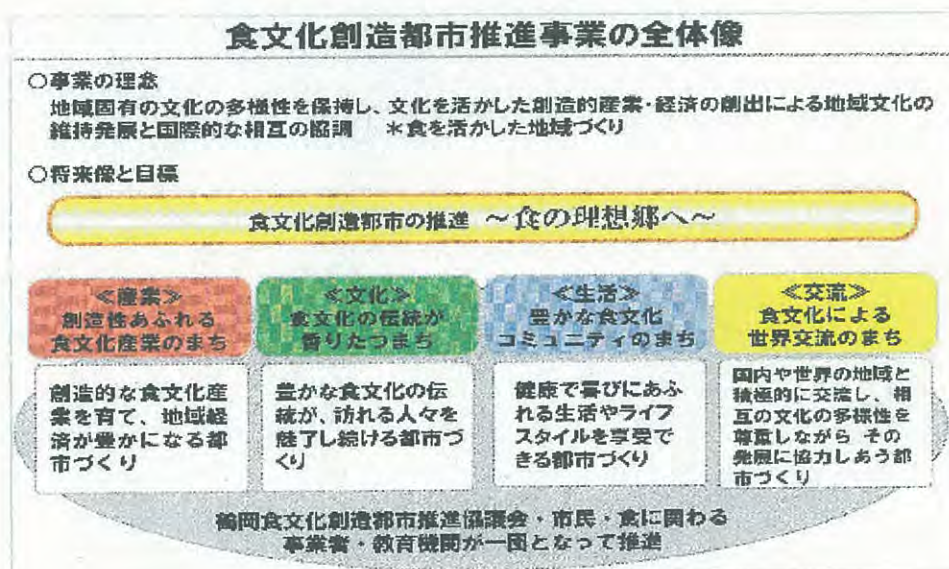 食文化創造都市推進事業の全体像
○事業の理念
地域固有の文化の多様性を保持し、文化を活かした創造的産業・経済の創出による地域文化の
維持発展と国際的な相互の協調　＊食を活かした地域づくり
○将来像と目標
食文化創造都市の推進　～食の理想郷へ～
≪産業≫
創造性あふれる
食文化産業のまち
創造的な食文化産
業を育て、地域経
済が豊かになる都
市づくり
≪文化≫
食文化の伝統が
香りたつまち
豊かな食文化の伝
統が、訪れる人々を
魅了し続ける都市づ
くり
≪生活≫
豊かな食文化
コミュニティのまち
健康で喜びにあふ
れる生活やライフ
スタイルを享受で
きる都市づくり
≪交流≫
食文化による
世界交流のまち
国内や世界の地域と
積極的に交流し、相
互の文化の多様性を
尊重しながら その
発展に協力しあう都
市づくり
鶴岡食文化創造都市推進協議会・市民・食に関わる
事業者・教育機関が一団となって推進